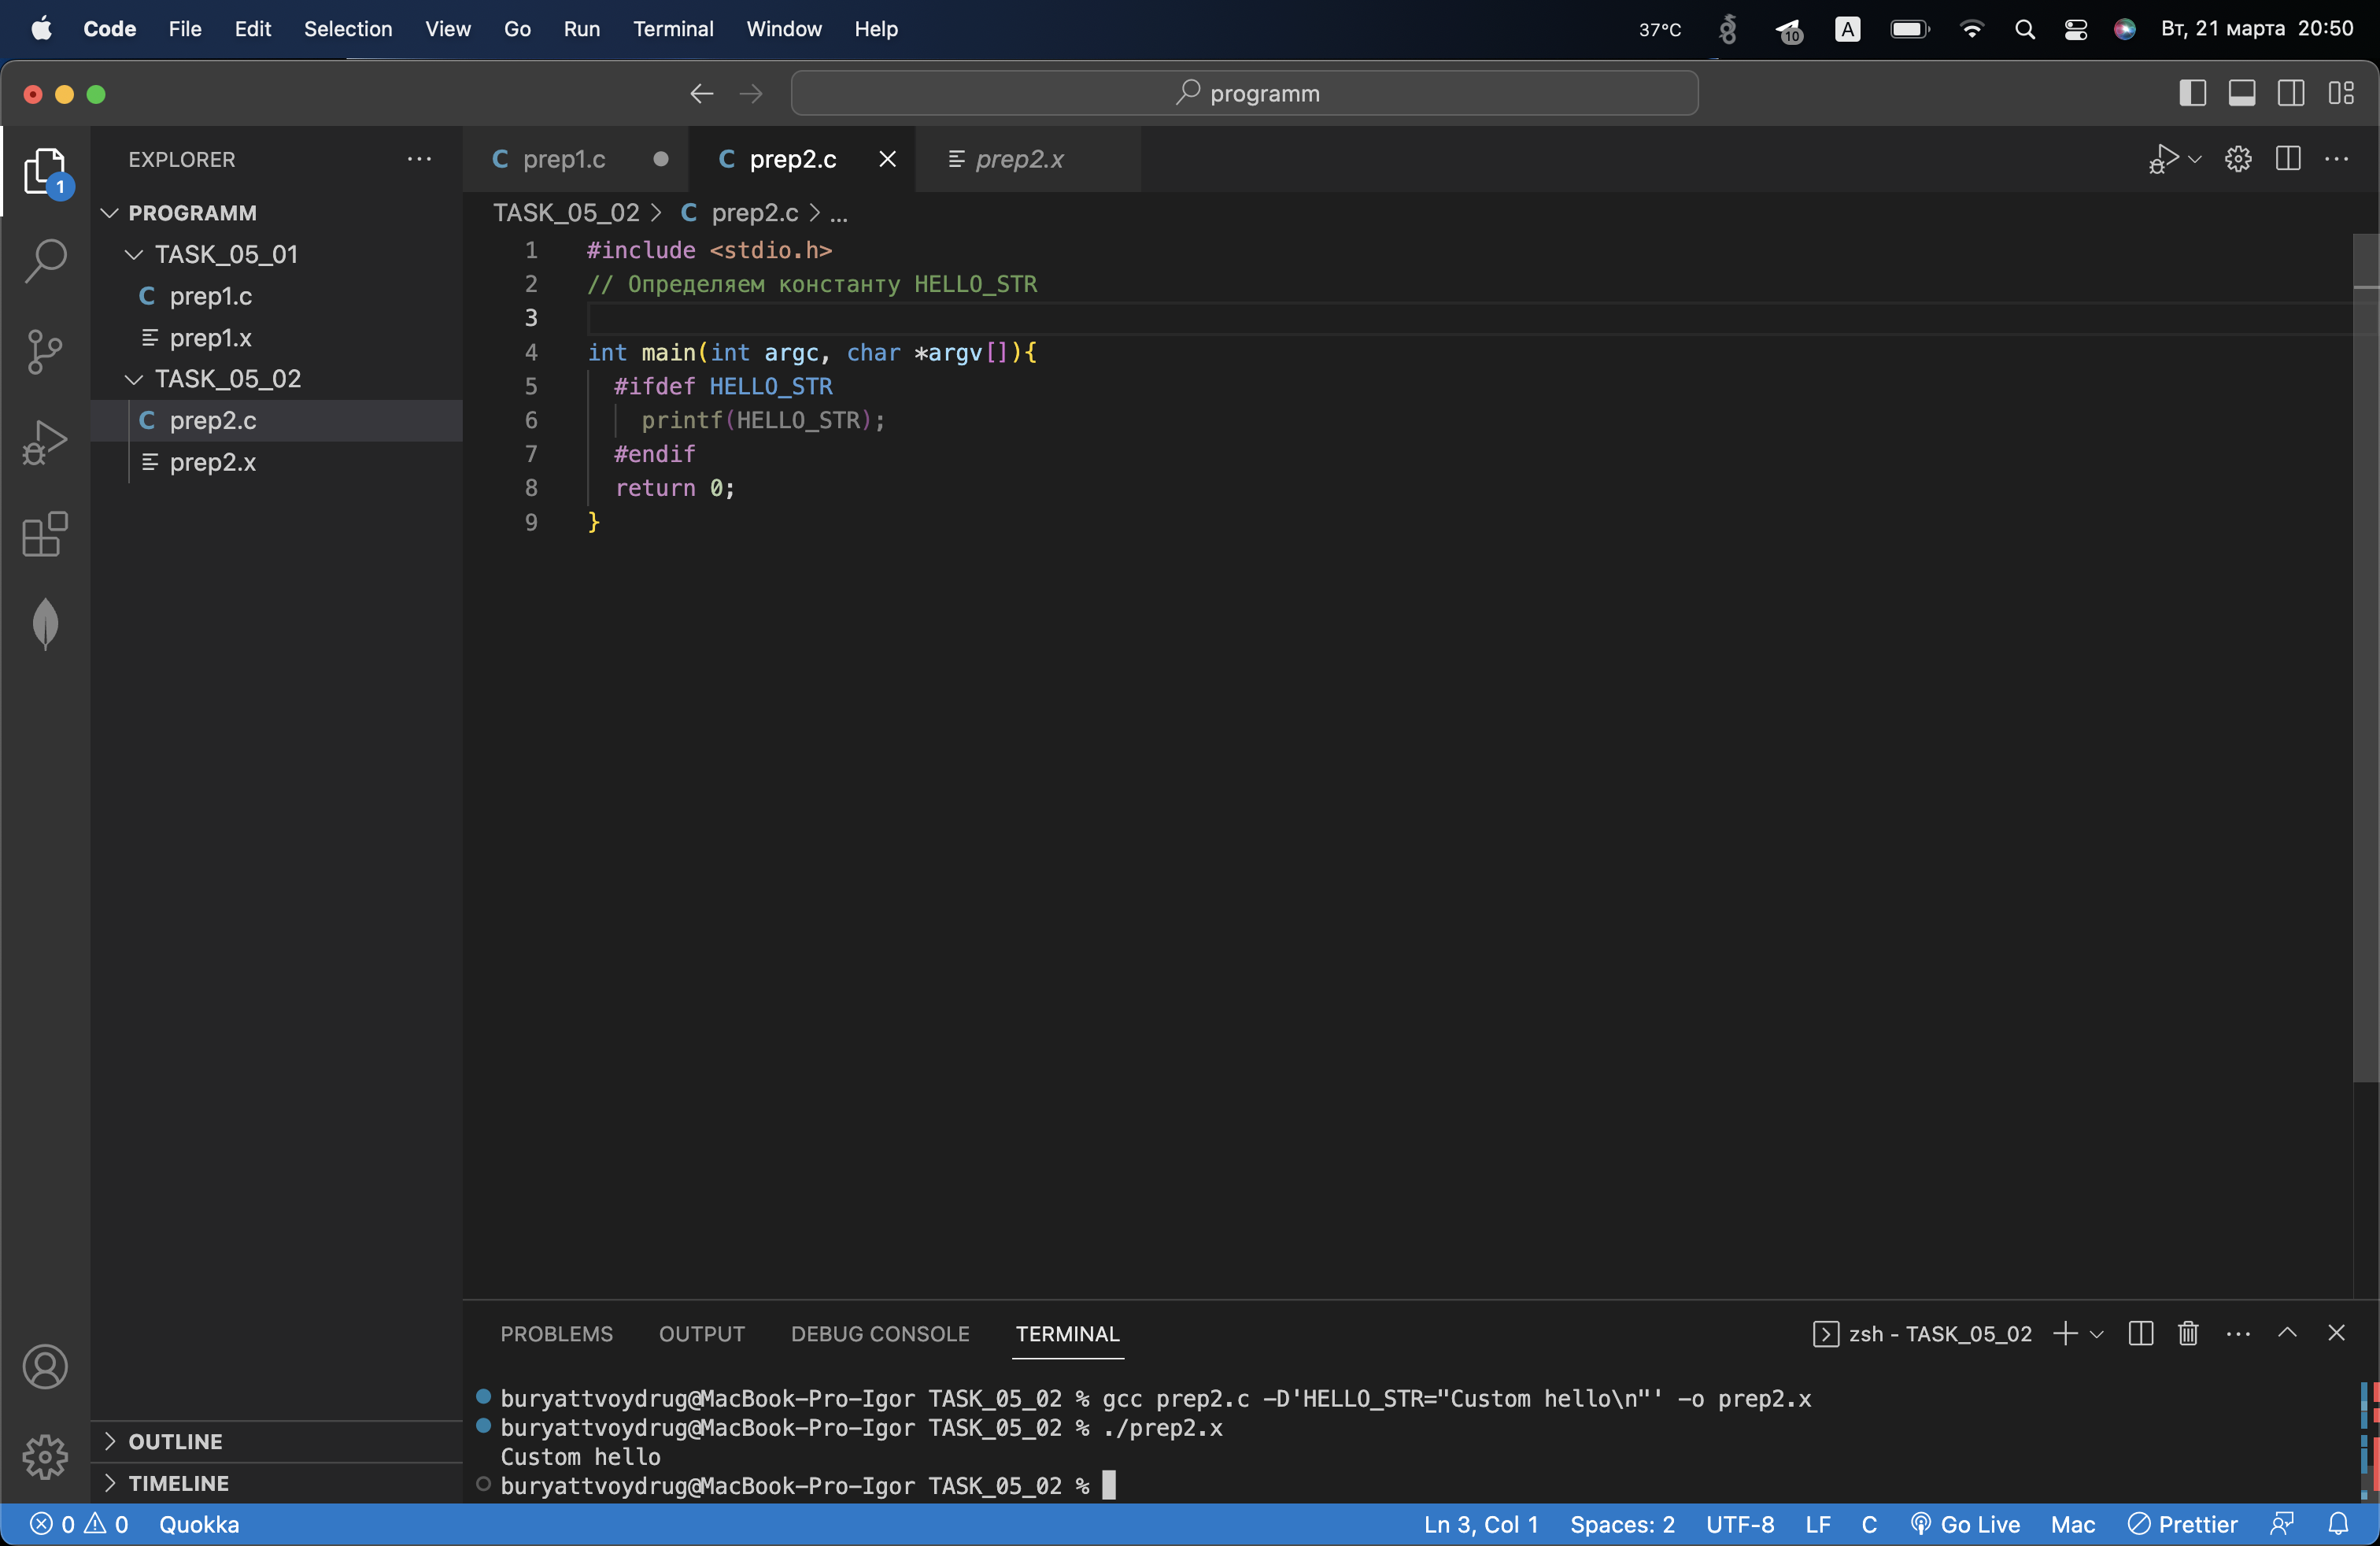 Code File Edit Selection View Go Run Terminal Window Help 37°C 10 A Вт, 21 марта 20:50
programm
EXPLORER
1
PROGRAMM
TASK_05_01
C prep1.c
prep1.x
TASK_05_02
C prep2.c
prep2.x
OUTLINE
TIMELINE
C prep1.c C prep2.c prep2.x
TASK_05_02 > C prep2.c > ...
1 #include <stdio.h>
2 // Определяем константу HELLO_STR
3
4 int main(int argc, char *argv[]){
5 #ifdef HELLO_STR
6 printf(HELLO_STR);
7 #endif
8 return 0;
9 }
PROBLEMS OUTPUT DEBUG CONSOLE TERMINAL zsh - TASK_05_02
buryattvoydrug@MacBook-Pro-Igor TASK_05_02 % gcc prep2.c -D'HELLO_STR="Custom hello\n"' -o prep2.x
buryattvoydrug@MacBook-Pro-Igor TASK_05_02 % ./prep2.x
Custom hello
buryattvoydrug@MacBook-Pro-Igor TASK_05_02 %
0 0 Quokka Ln 3, Col 1 Spaces: 2 UTF-8 LF C Go Live Mac Prettier